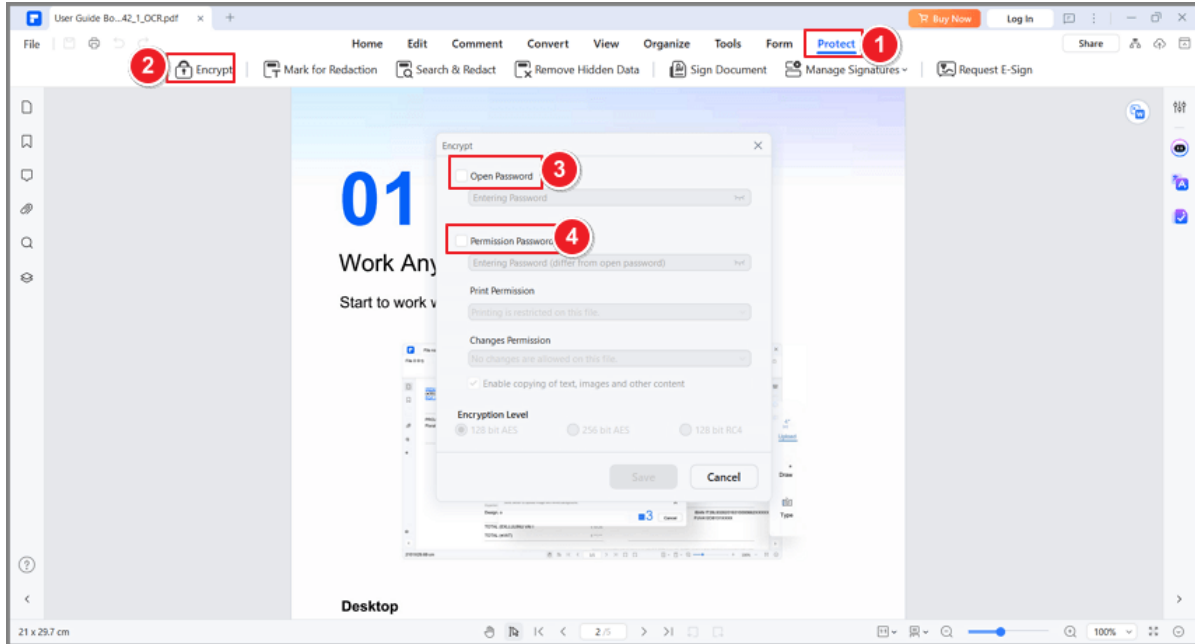 User Guide Bo...42_1_OCR.pdf
Buy Now
Log In
File
Home Edit Comment Convert View Organize Tools Form Protect
1
Share
2
Encrypt
Mark for Redaction
Search & Redact
Remove Hidden Data
Sign Document
Manage Signatures
Request E-Sign
Encrypt
01
3
Open Password
Entering Password
4
Permission Password
Work Any
Entering Password (differ from open password)
Print Permission
Start to work w
Printing is restricted on this file.
Changes Permission
No changes are allowed on this file.
Enable copying of text, images and other content
Encryption Level
128 bit AES 256 bit AES 128 bit RC4
Upload
Save Cancel
Draw
3
Cancel
Type
Desktop
21 x 29.7 cm
2 /5
100%